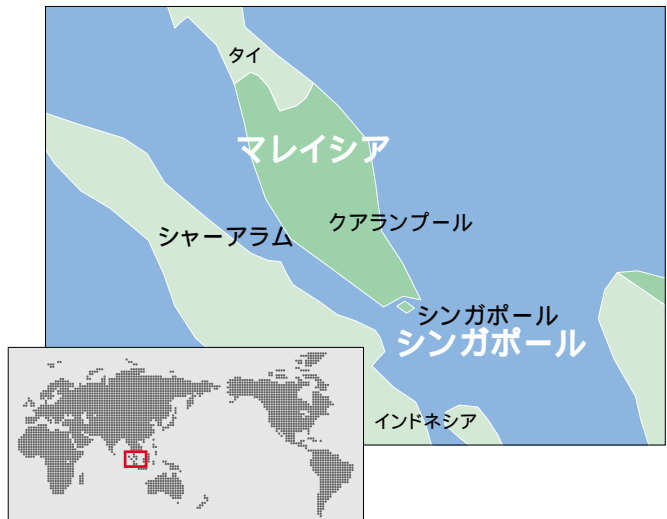 タイ
マレイシア
クアランプール
シャーアラム
シンガポール
シンガポール
インドネシア